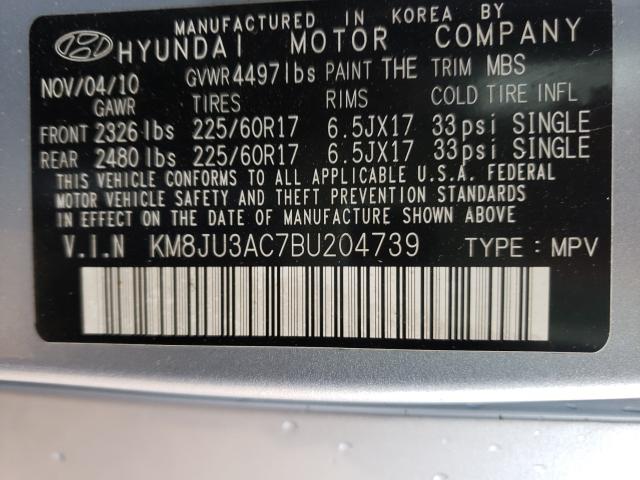 MANUFACTURED IN KOREA BY
HYUNDAI MOTOR COMPANY
NOV/04/10 GVWR 4497lbs PAINT THE TRIM MBS
GAWR TIRES RIMS COLD TIRE INFL
FRONT 2326 lbs 225/60R17 6.5JX17 33psi SINGLE
REAR 2480 lbs 225/60R17 6.5JX17 33psi SINGLE
THIS VEHICLE CONFORMS TO ALL APPLICABLE U.S.A. FEDERAL
MOTOR VEHICLE SAFETY AND THEFT PREVENTION STANDARDS
IN EFFECT ON THE DATE OF MANUFACTURE SHOWN ABOVE.
V.I.N KM8JU3AC7BU204739 TYPE : MPV